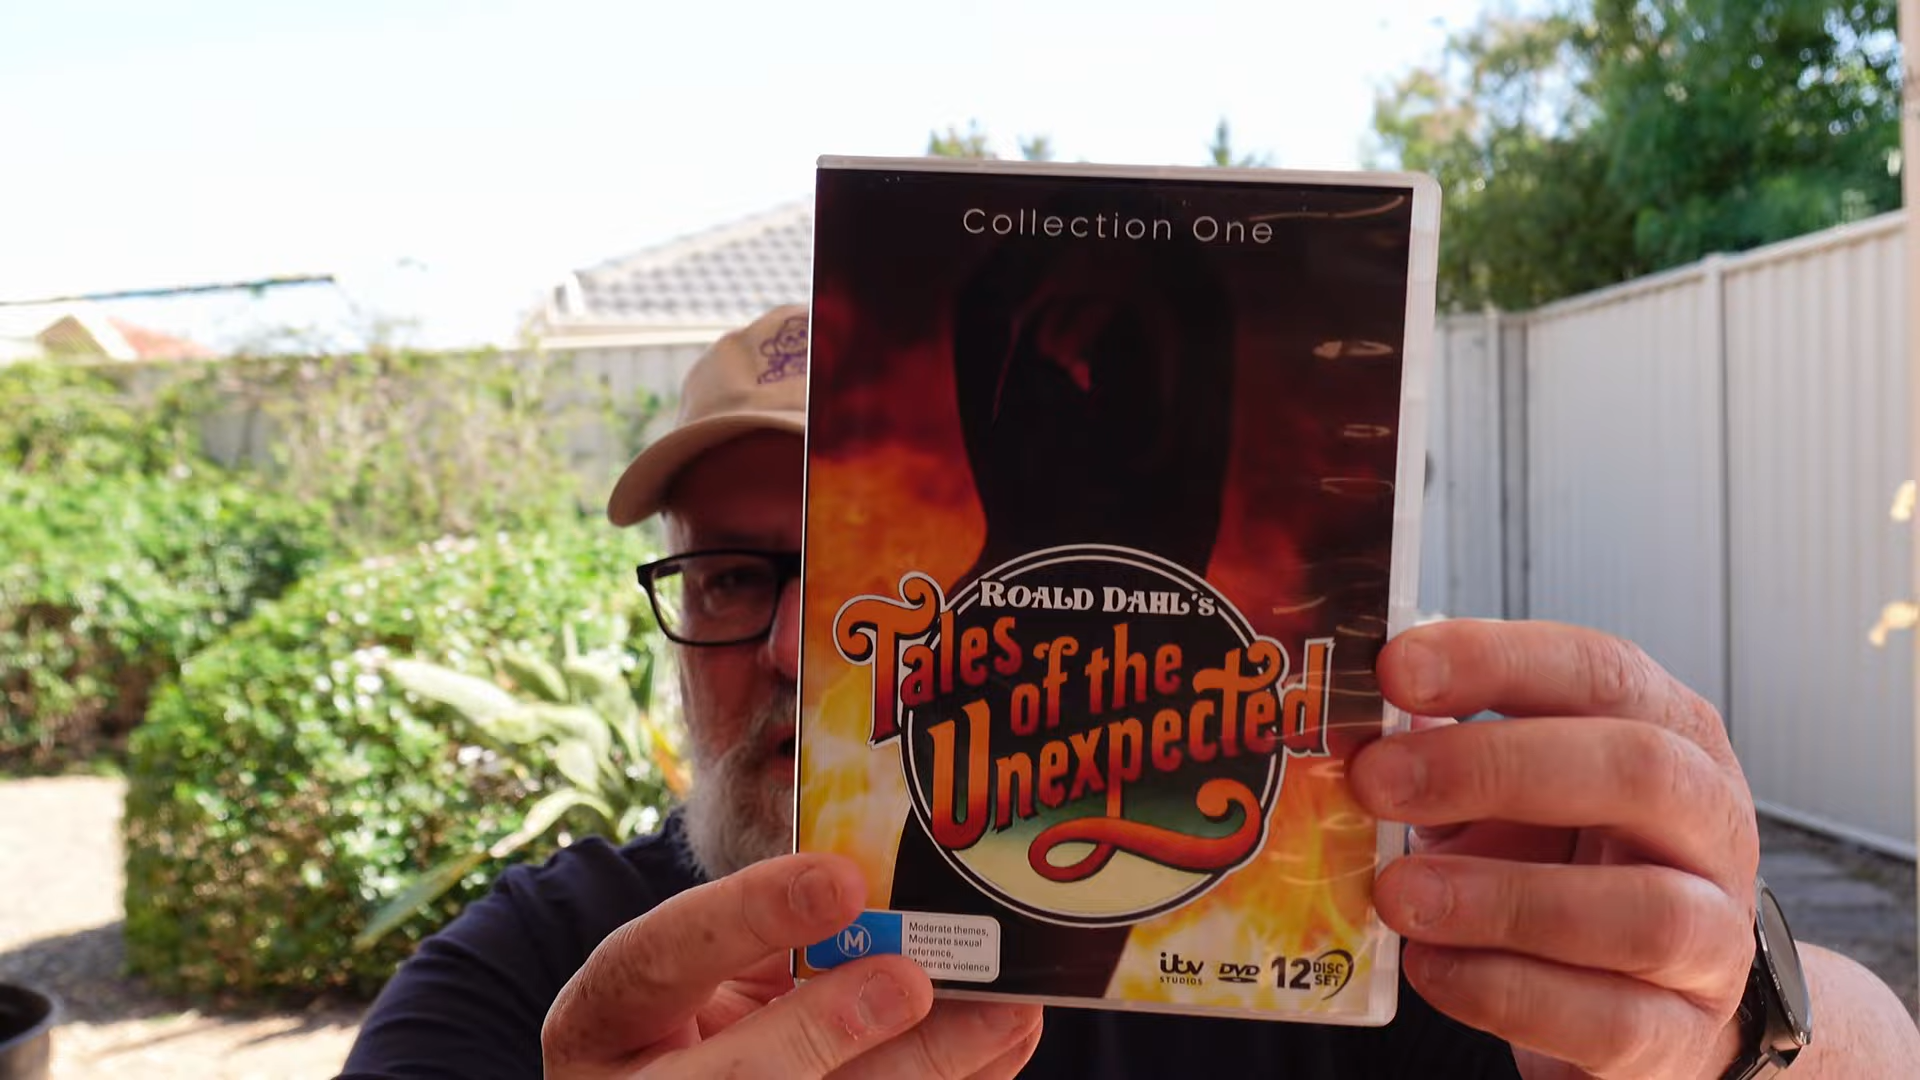 Collection One
ROALD DAHL'S
Tales
of the
Unexpected
M
Moderate themes,
Moderate sexual
reference,
Moderate violence
itv
STUDIOS
DVD
12 DISC
SET